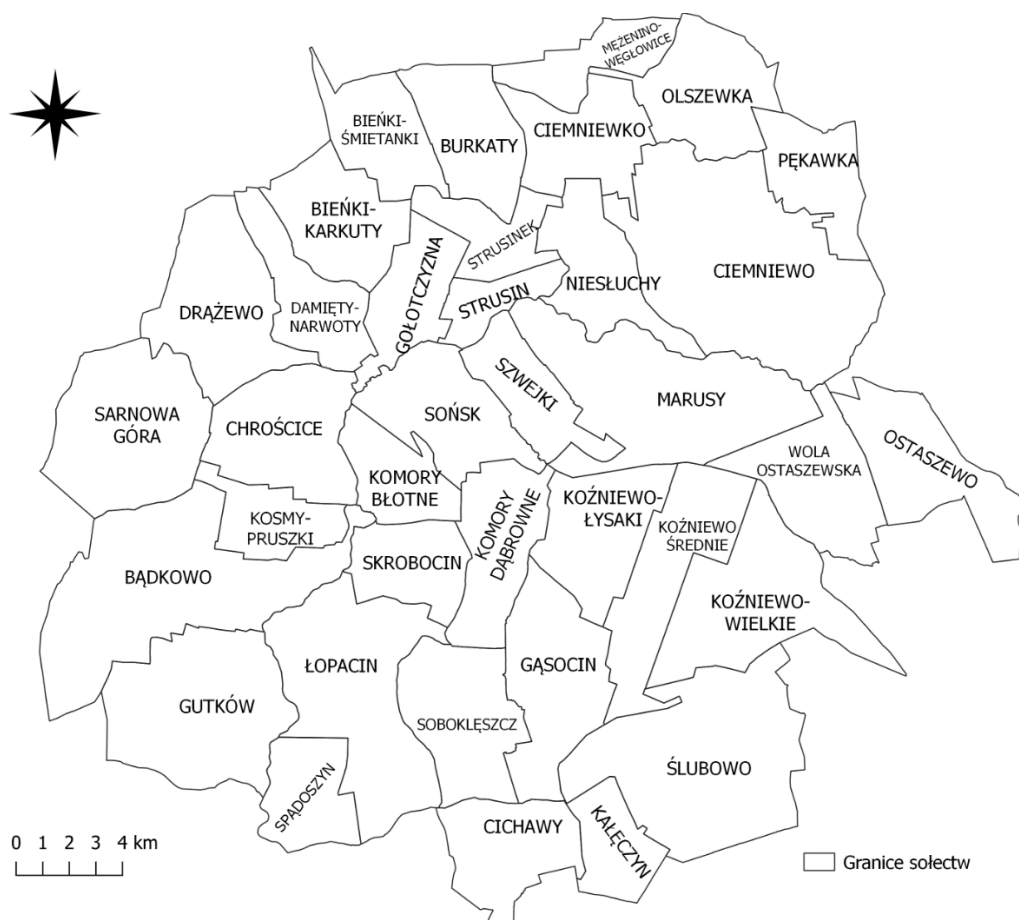 MĘŻENINO-
WĘGŁOWICE
OLSZEWKA
BIEŃKI-
ŚMIETANKI
BURKATY
CIEMNIEWKO
PĘKAWKA
BIEŃKI-
KARKUTY
STRUSINEK
GOŁOTCZYZNA
NIESŁUCHY
CIEMNIEWO
DRĄŻEWO
DAMIĘTY-
NARWOTY
STRUSIN
SZWEJKI
MARUSY
SARNOWA
GÓRA
CHROŚCICE
SOŃSK
WOLA
OSTASZEWSKA
OSTASZEWO
KOMORY
BŁOTNE
KOMORY
DĄBROWNE
KOŹNIEWO-
ŁYSAKI
KOŹNIEWO
ŚREDNIE
KOSMY-
PRUSZKI
SKROBOCIN
BĄDKOWO
KOŹNIEWO-
WIELKIE
ŁOPACIN
GĄSOCIN
GUTKÓW
SOBOKLĘSZCZ
ŚLUBOWO
SPĄDOSZYN
CICHAWY
KAŁĘCZYN
0 1 2 3 4 km
Granice sołectw